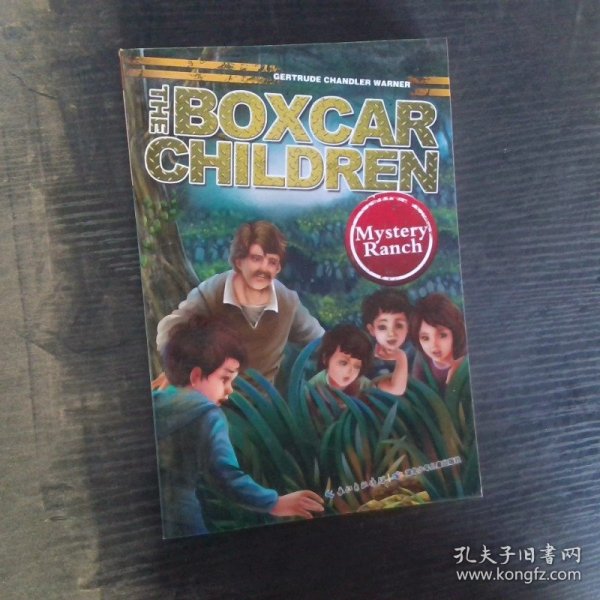 GERTRUDE CHANDLER WARNER
THE BOXCAR
CHILDREN
Mystery
Ranch
孔夫子旧书网
www.kongfz.com